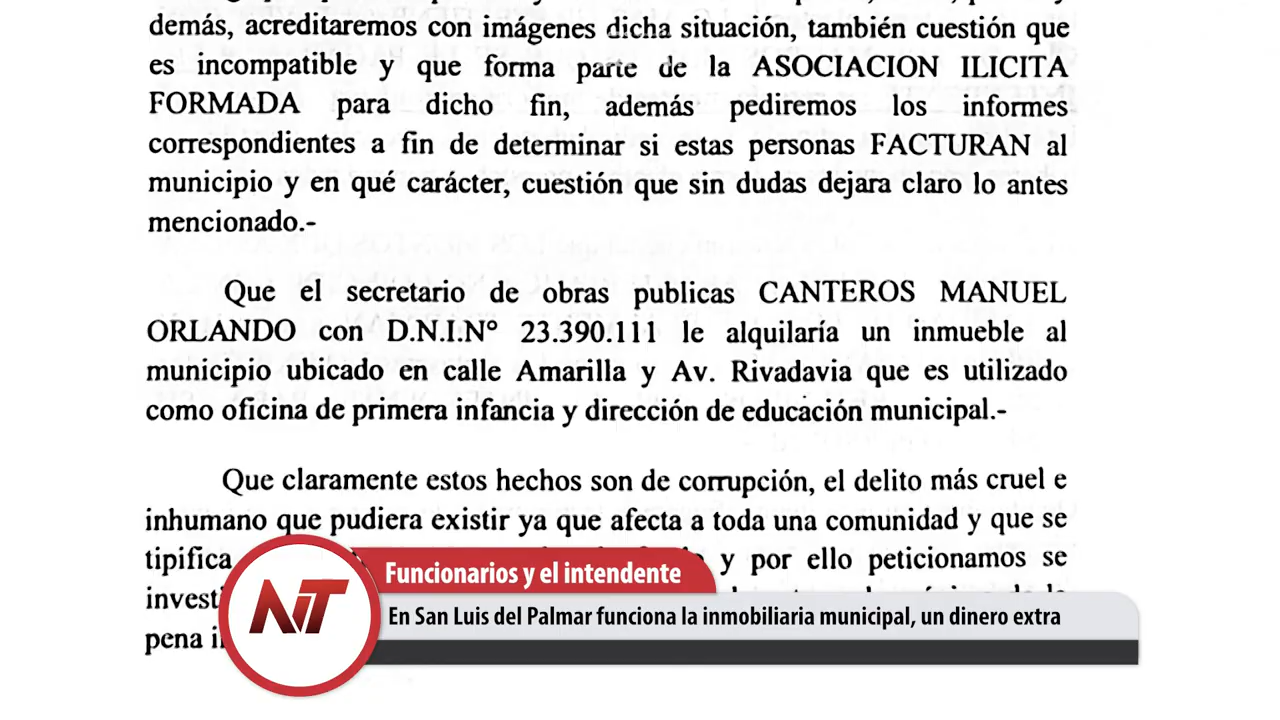 demás, acreditaremos con imágenes dicha situación, también cuestión que
es incompatible y que forma parte de la ASOCIACION ILICITA
FORMADA para dicho fin, además pediremos los informes
correspondientes a fin de determinar si estas personas FACTURAN al
municipio y en qué carácter, cuestión que sin dudas dejara claro lo antes
mencionado.-
Que el secretario de obras publicas CANTEROS MANUEL
ORLANDO con D.N.I.Nº 23.390.111 le alquilaría un inmueble al
municipio ubicado en calle Amarilla y Av. Rivadavia que es utilizado
como oficina de primera infancia y dirección de educación municipal.-
Que claramente estos hechos son de corrupción, el delito más cruel e
inhumano que pudiera existir ya que afecta a toda una comunidad y que se
tipifica y por ello peticionamos se
pena
NT
Funcionarios y el intendente
En San Luis del Palmar funciona la inmobiliaria municipal, un dinero extra